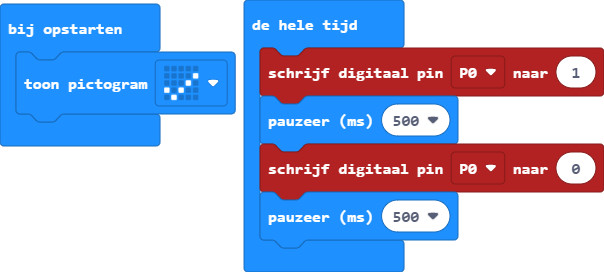 bij opstarten
toon pictogram
de hele tijd
schrijf digitaal pin P0 naar 1
pauzeer (ms) 500
schrijf digitaal pin P0 naar 0
pauzeer (ms) 500